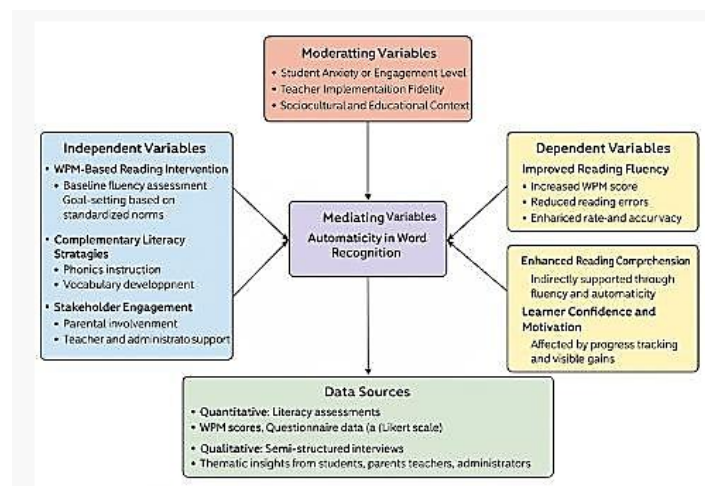 Moderatting Variables
• Student Anxiety or Engagement Level
• Teacher Implementaition Fidelity
• Sociocultural and Educational Context
Independent Variables
• WPM-Based Reading Intervention
• Baseline fluency assessment
Goal-setting based on
standardized norms
• Complementary Literacy
Stratagies
• Phonics instruction
• Vocabulary developpment
• Stakeholder Engagement
• Parental involvenment
• Teacher and administrato support
Mediating Variables
Automaticity in Word
Recognition
Dependent Variables
Improved Reading Fluency
• Increased WPM score
• Reduced reading errors
• Enhariced rate-and accurvacy
Enhanced Reading Comprehrension
Indirectly supported through
fluency and automaticity
Learner Confidence and
Motivation
Affected by progress tracking
and visible gains
Data Sources
• Quantitative: Literacy assessments
• WPM scores, Questionnaire data (a (Likert scale)
• Qualitative: Semi-structured interviews
• Thematic insights from students, parents teachers, administrators